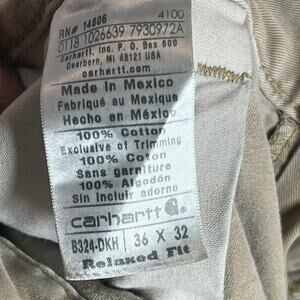 RN# 14806 4100
0118 1026639 7930972A
Carhartt, Inc. P.O. Box 600
Dearborn, Mi 48121 USA
carhartt.com
Made in Mexico
Fabriqué au Mexique
Hecho en México
100% Cotton
Exclusive of Trimming
100% Coton
Sans garniture
100% Algodón
Sin incluir adorno
carhartt
B324-DKH 36 X 32
Relaxed Fit